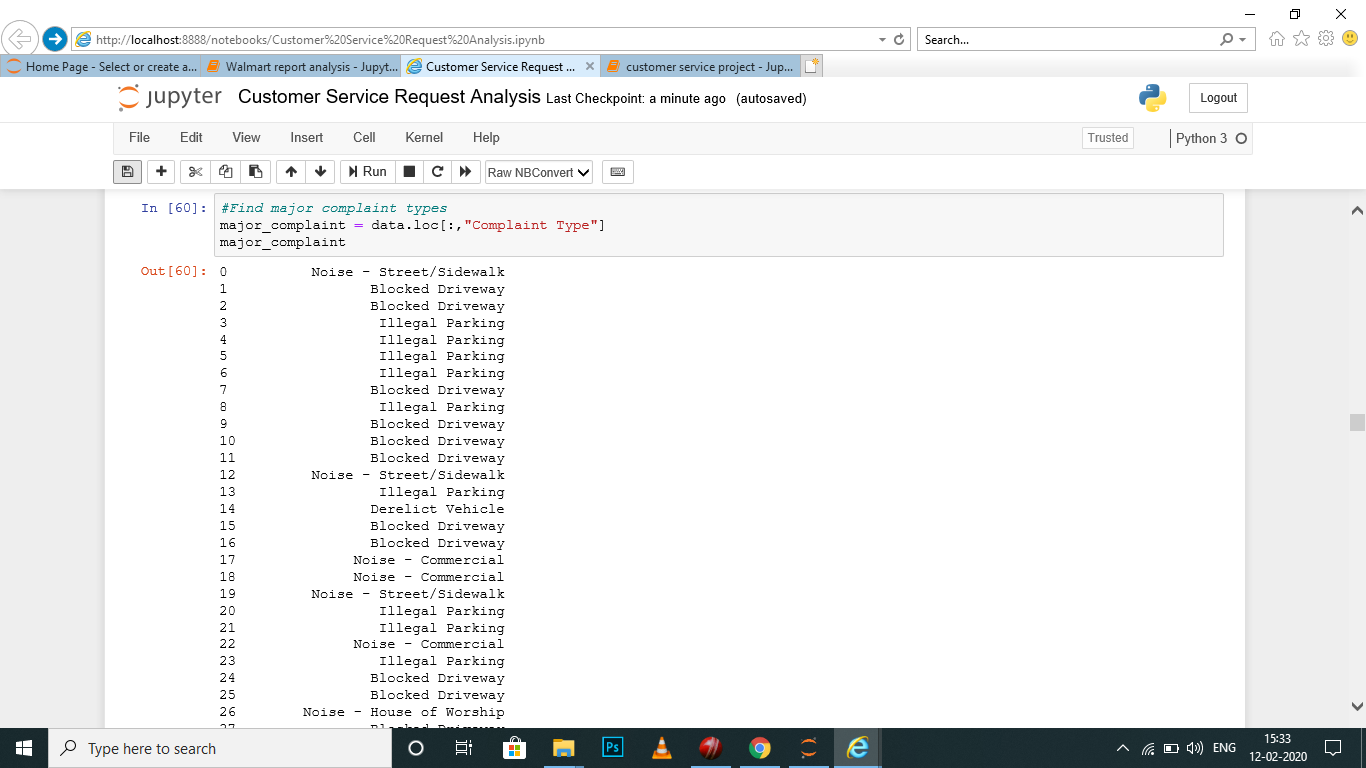 http://localhost:8888/notebooks/Customer%20Service%20Request%20Analysis.ipynb
Search...
Home Page - Select or create a...
Walmart report analysis - Jupyt...
Customer Service Request ...
customer service project - Jup...
jupyter Customer Service Request Analysis Last Checkpoint: a minute ago (autosaved)
Logout
File Edit View Insert Cell Kernel Help
Trusted
Python 3
Run
Raw NBConvert
In [60]: #Find major complaint types
major_complaint = data.loc[:,"Complaint Type"]
major_complaint
Out[60]: 0 Noise - Street/Sidewalk
1 Blocked Driveway
2 Blocked Driveway
3 Illegal Parking
4 Illegal Parking
5 Illegal Parking
6 Illegal Parking
7 Blocked Driveway
8 Illegal Parking
9 Blocked Driveway
10 Blocked Driveway
11 Blocked Driveway
12 Noise - Street/Sidewalk
13 Illegal Parking
14 Derelict Vehicle
15 Blocked Driveway
16 Blocked Driveway
17 Noise - Commercial
18 Noise - Commercial
19 Noise - Street/Sidewalk
20 Illegal Parking
21 Illegal Parking
22 Noise - Commercial
23 Illegal Parking
24 Blocked Driveway
25 Blocked Driveway
26 Noise - House of Worship
27 Blocked Driveway
Type here to search
Ps
ENG
15:33
12-02-2020